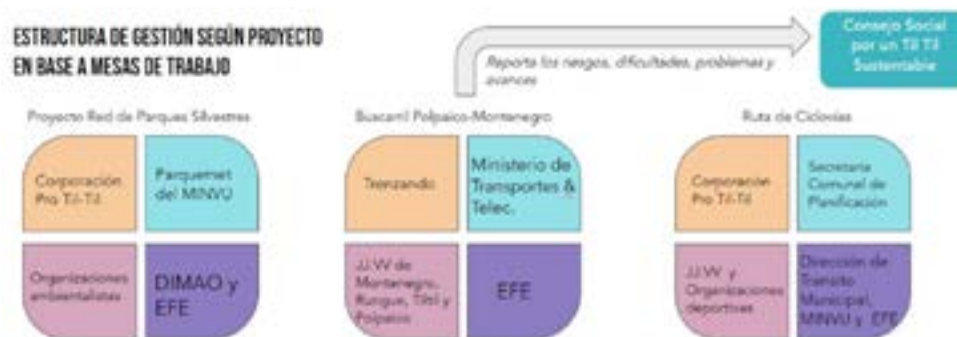 ESTRUCTURA DE GESTIÓN SEGÚN PROYECTO
EN BASE A MESAS DE TRABAJO
Reporta los riesgos, dificultades, problemas y
avances
Consejo Social
por un Til Til
Sustentable
Proyecto Red de Parques Silvestres
Corporación
Pro Til-Til
Parquemet
del MINVU
Organizaciones
ambientalistas
DIMAO y
EFE
Buscarril Polpaico-Montenegro
Trenzando
Ministerio de
Transportes &
Telec.
JJ.VV de
Montenegro,
Rungue, Tiltil y
Polpaico
EFE
Ruta de Ciclovías
Corporación
Pro Til-Til
Secretaria
Comunal de
Planificación
JJ.VV y
Organizaciones
deportivas
Dirección de
Transito
Municipal,
MINVU y EFE